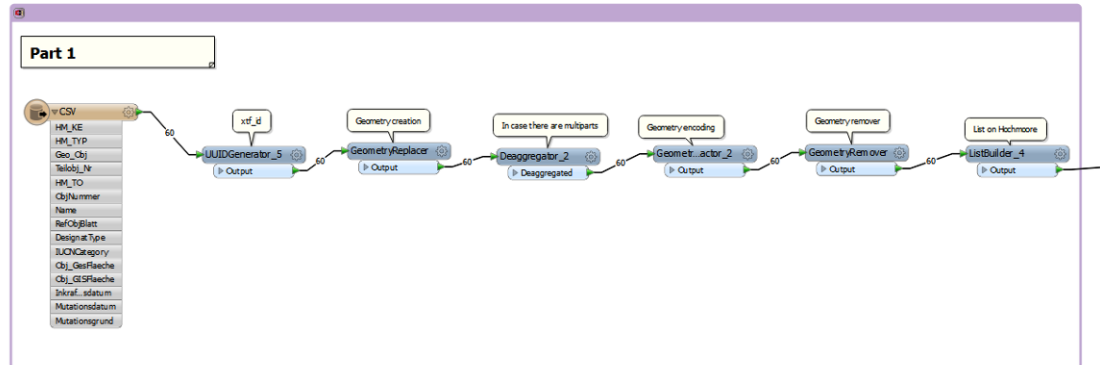 Part 1
CSV
HM_KE
HM_TYP
Geo_Obj
Teilobj_Nr
HM_TO
ObjNummer
Name
RefObjBlatt
DesignatType
IUCNCategory
Obj_GesFlaeche
Obj_GISFlaeche
Inkraf...sdatum
Mutationsdatum
Mutationsgrund
60
xtf_id
UUIDGenerator_5
Output
60
Geometry creation
GeometryReplacer
Output
60
In case there are multiparts
Deaggregator_2
Deaggregated
60
Geometry encoding
Geometr...actor_2
Output
60
Geometry remover
GeometryRemover
Output
60
List on Hochmoore
ListBuilder_4
Output